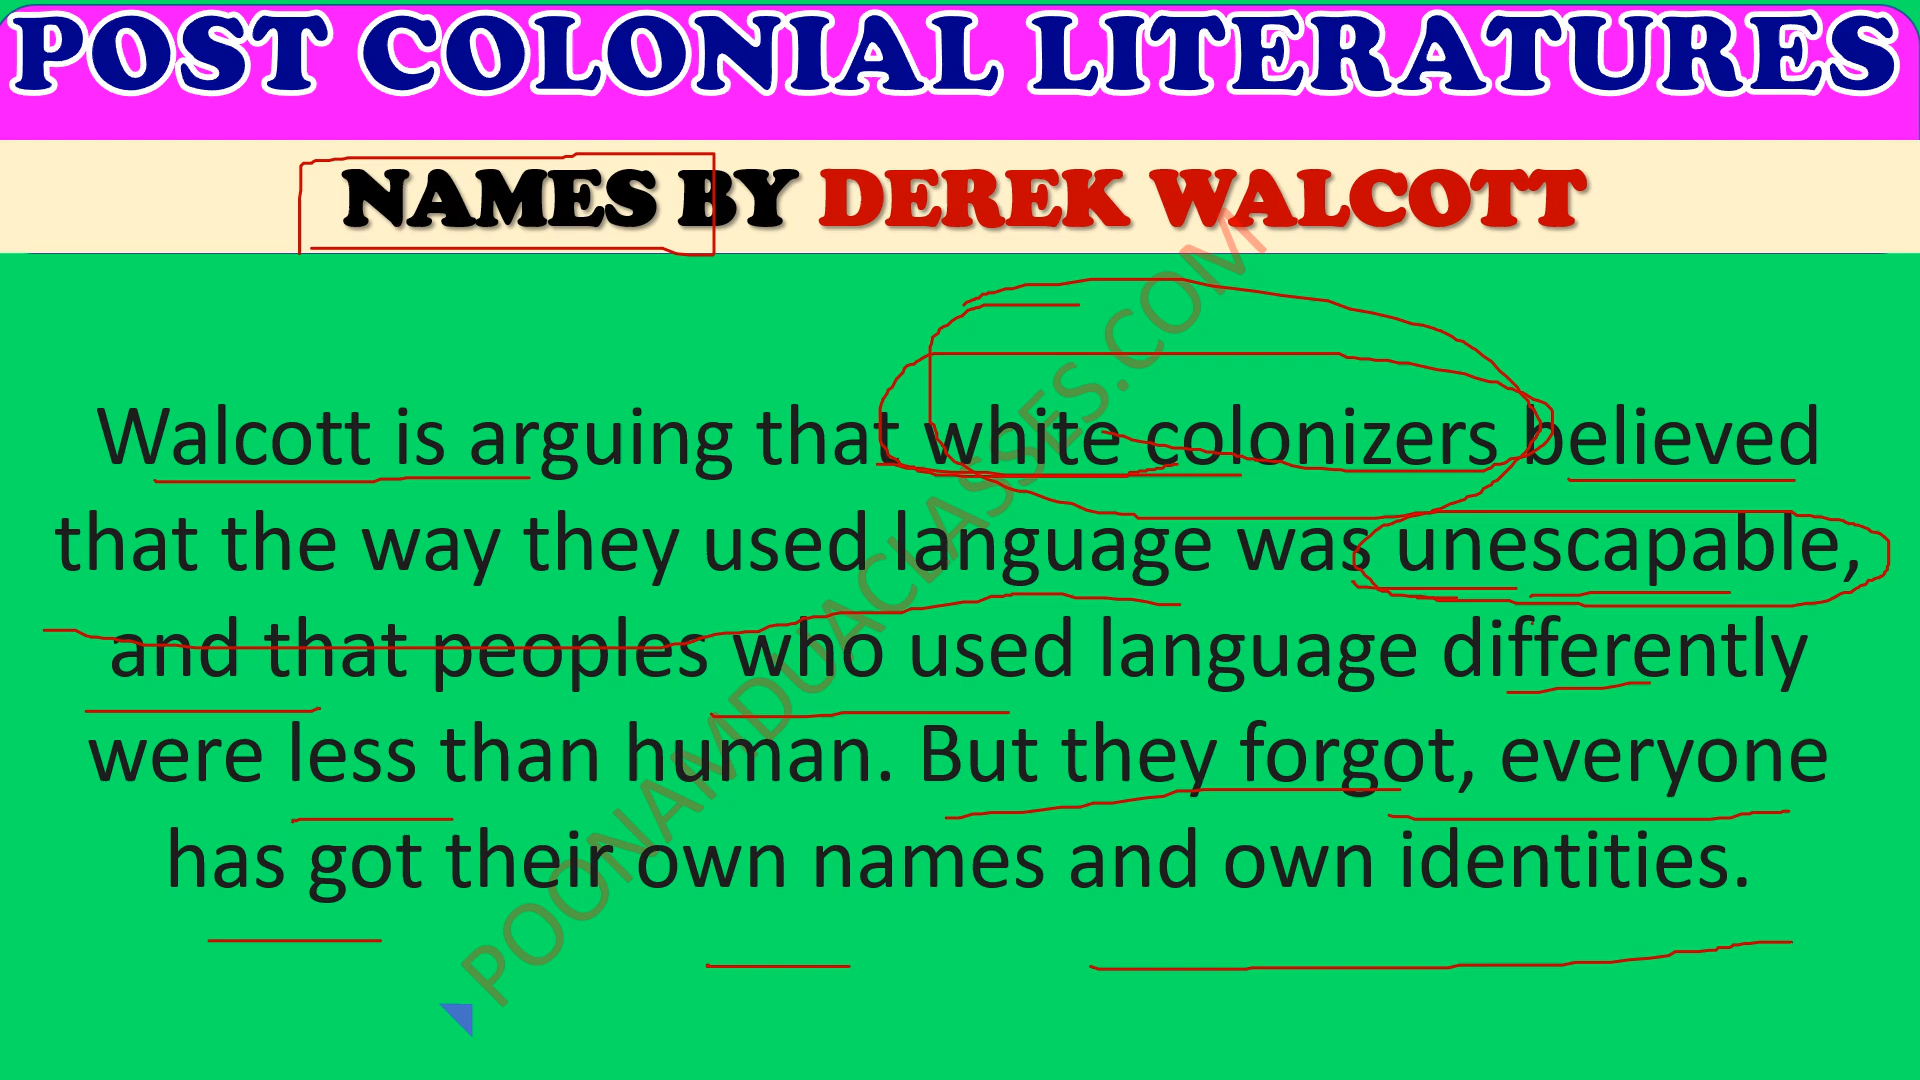 POST COLONIAL LITERATURES
NAMES BY DEREK WALCOTT
Walcott is arguing that white colonizers believed
that the way they used language was unescapable,
and that peoples who used language differently
were less than human. But they forgot, everyone
has got their own names and own identities.
POONAMDUACLASSES.COM